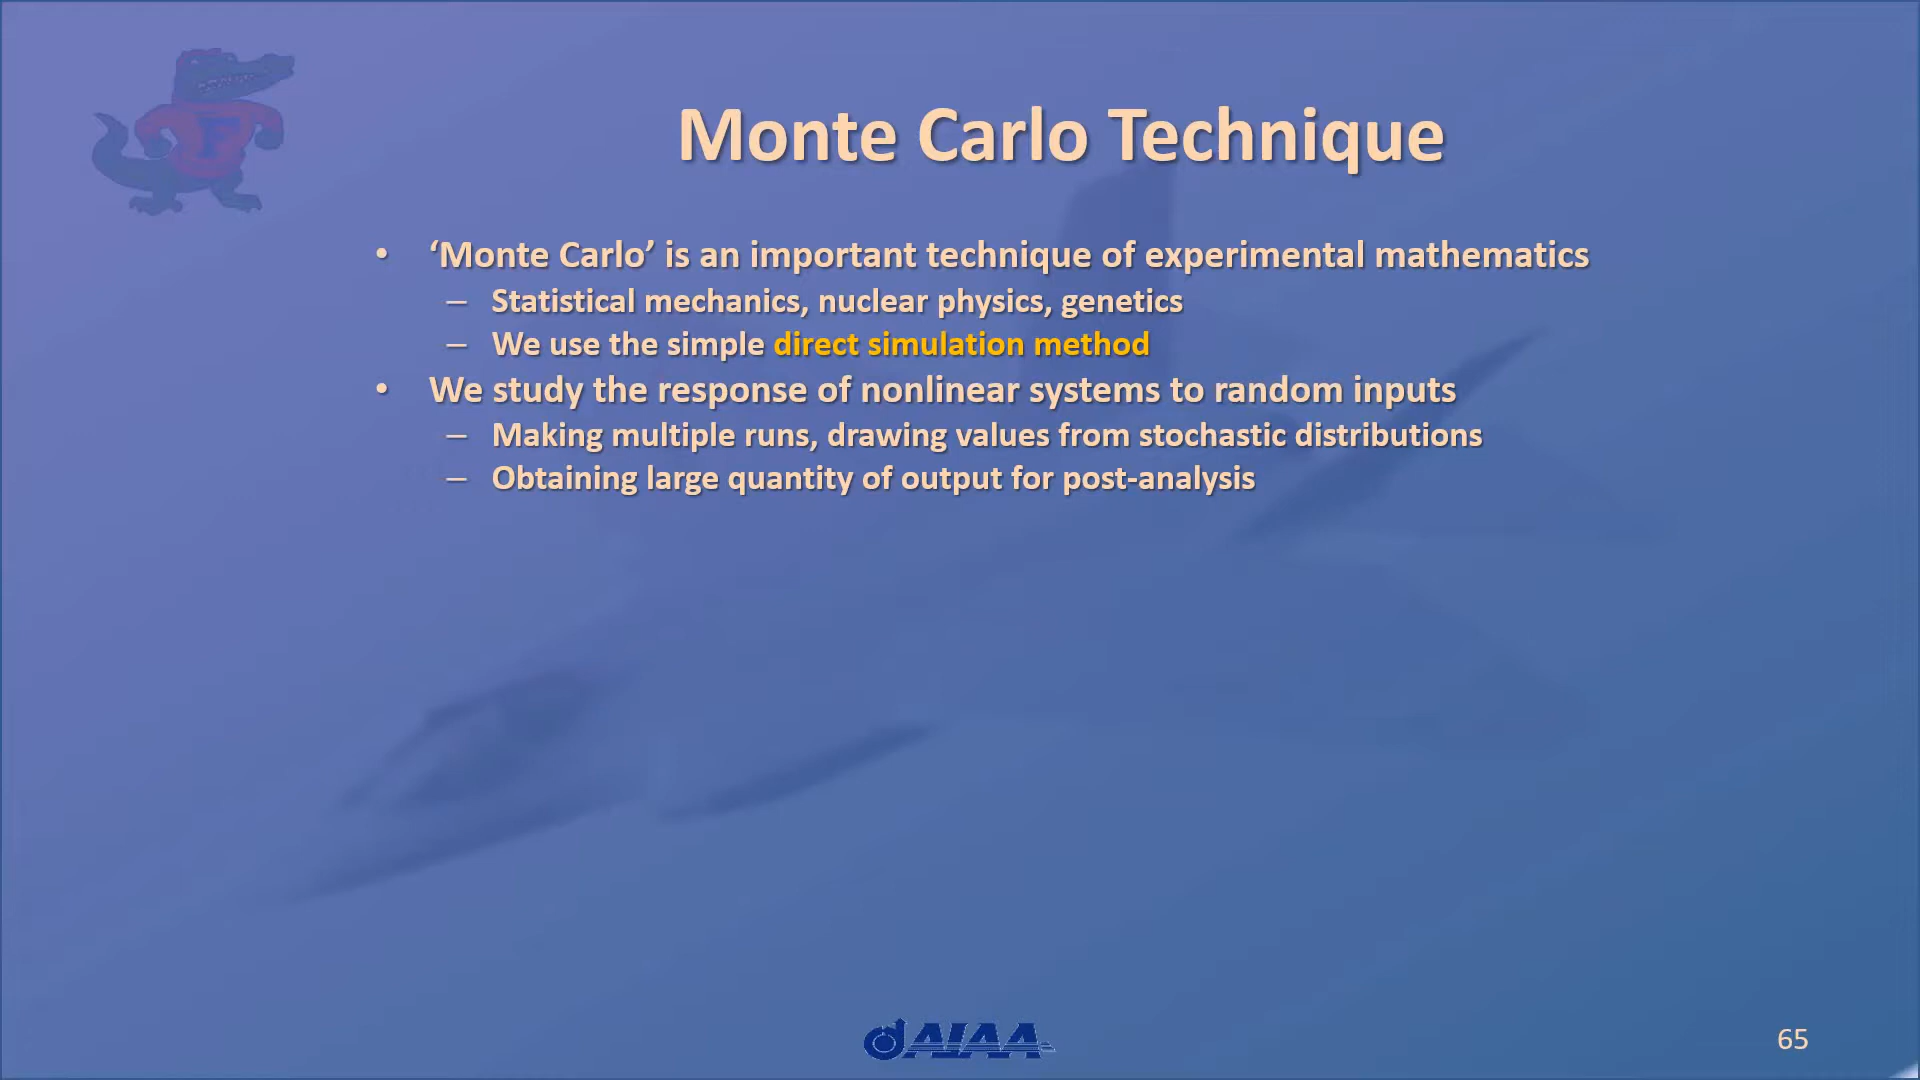 F
Monte Carlo Technique
• ‘Monte Carlo’ is an important technique of experimental mathematics
– Statistical mechanics, nuclear physics, genetics
– We use the simple direct simulation method
• We study the response of nonlinear systems to random inputs
– Making multiple runs, drawing values from stochastic distributions
– Obtaining large quantity of output for post-analysis
AIAA
65